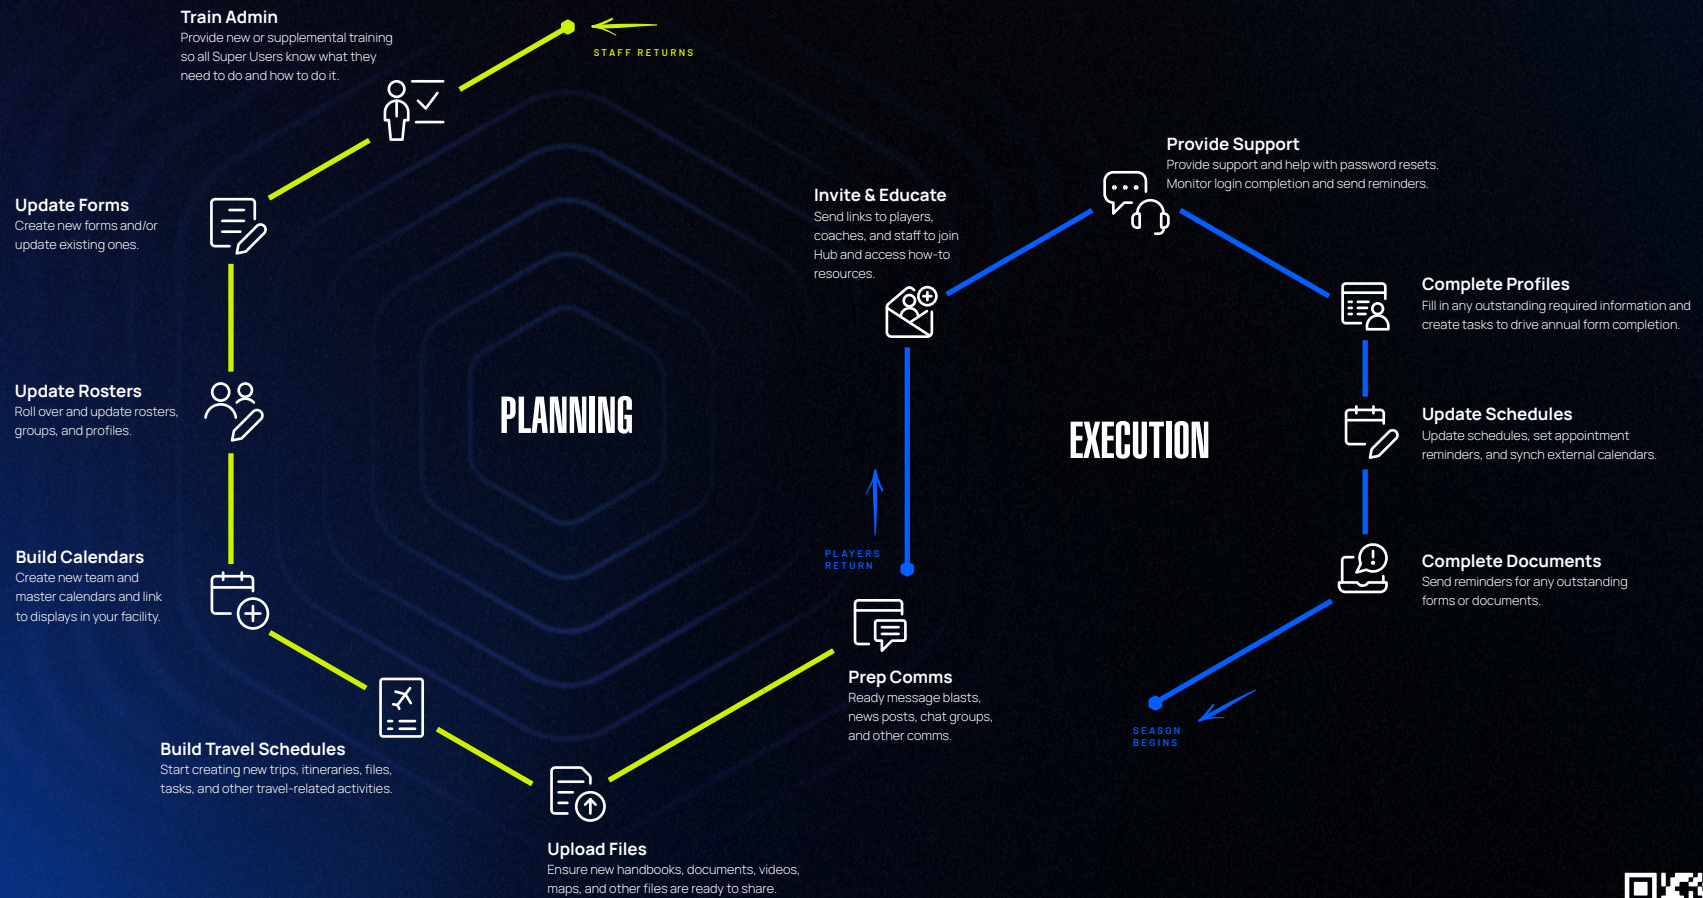 Train Admin
Provide new or supplemental training
so all Super Users know what they
need to do and how to do it.
STAFF RETURNS
Update Forms
Create new forms and/or
update existing ones.
Update Rosters
Roll over and update rosters,
groups, and profiles.
Build Calendars
Create new team and
master calendars and link
to displays in your facility.
Build Travel Schedules
Start creating new trips, itineraries, files,
tasks, and other travel-related activities.
Upload Files
Ensure new handbooks, documents, videos,
maps, and other files are ready to share.
Prep Comms
Ready message blasts,
news posts, chat groups,
and other comms.
PLANNING
PLAYERS
RETURN
Invite & Educate
Send links to players,
coaches, and staff to join
Hub and access how-to
resources.
Provide Support
Provide support and help with password resets.
Monitor login completion and send reminders.
Complete Profiles
Fill in any outstanding required information and
create tasks to drive annual form completion.
Update Schedules
Update schedules, set appointment
reminders, and synch external calendars.
Complete Documents
Send reminders for any outstanding
forms or documents.
EXECUTION
SEASON
BEGINS